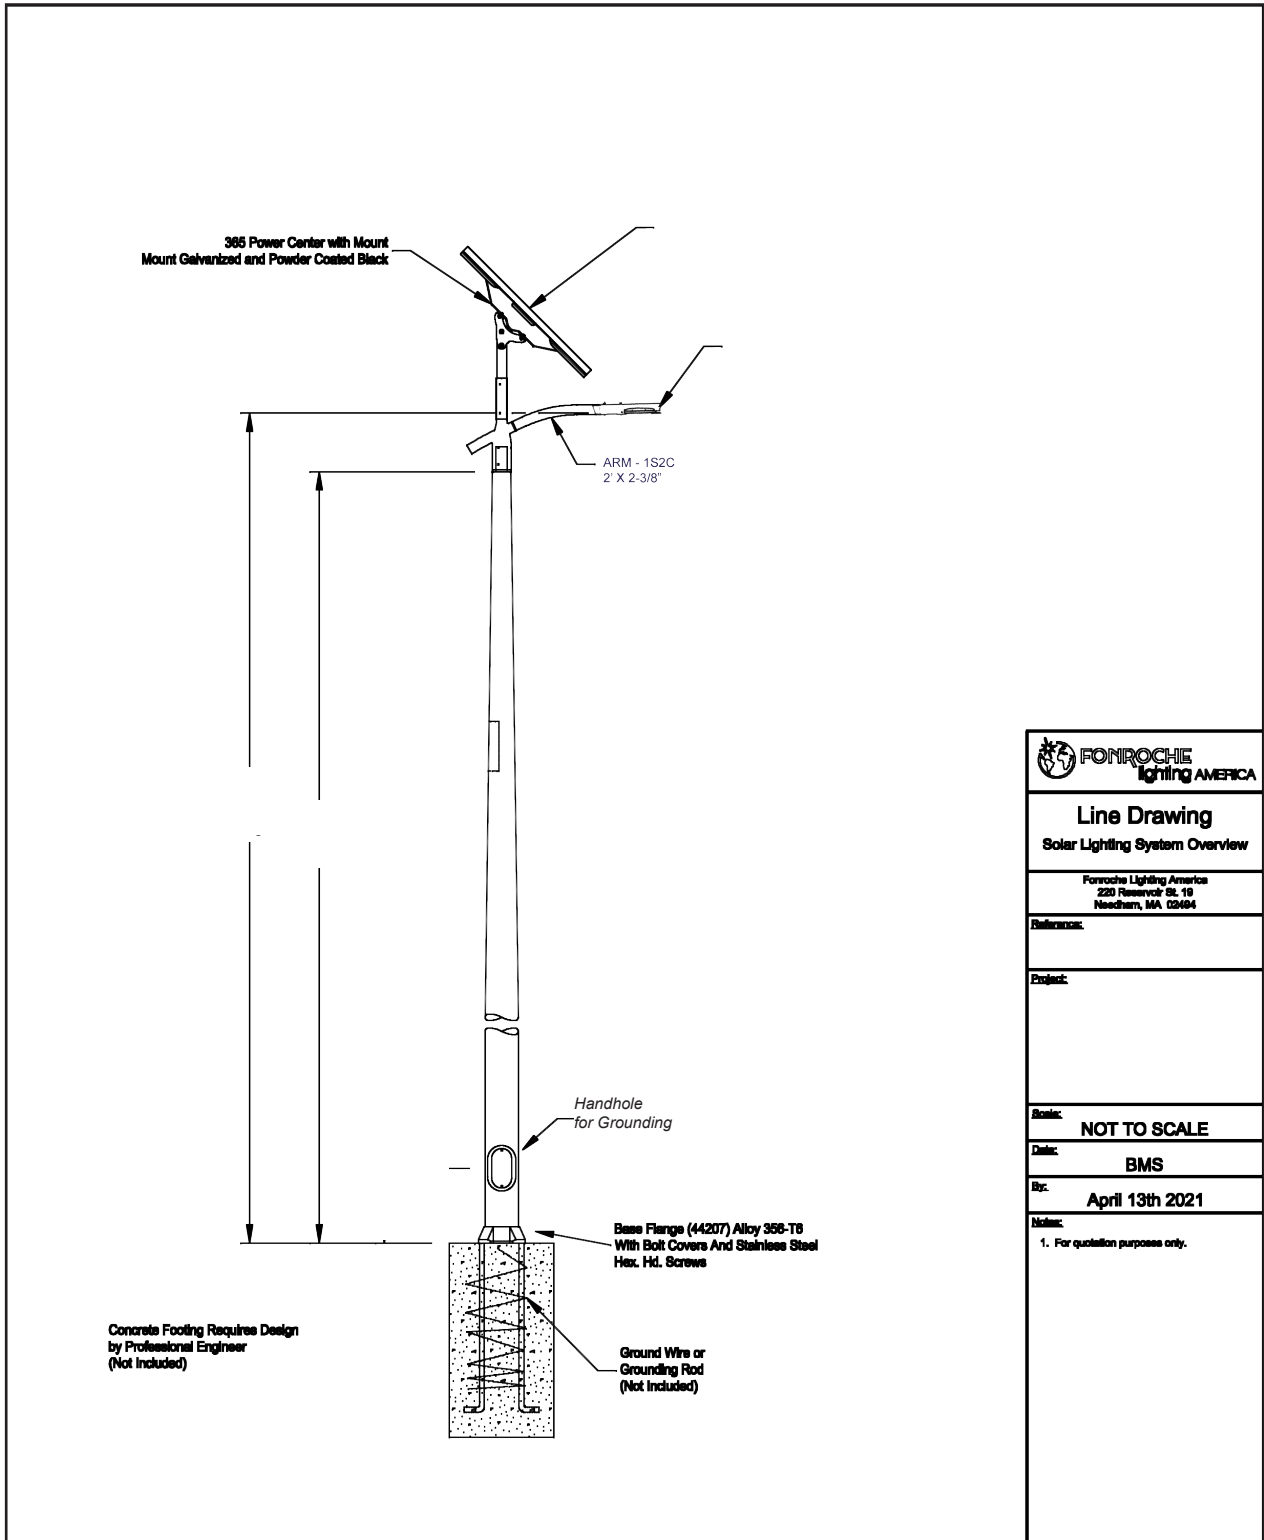 365 Power Center with Mount
Mount Galvanized and Powder Coated Black
ARM - 1S2C
2' X 2-3/8"
Handhole
for Grounding
Base Flange (44207) Alloy 356-T6
With Bolt Covers And Stainless Steel
Hex. Hd. Screws
Concrete Footing Requires Design
by Professional Engineer
(Not Included)
Ground Wire or
Grounding Rod
(Not Included)
FONROCHE
lighting AMERICA
Line Drawing
Solar Lighting System Overview
Fonroche Lighting America
220 Reservoir St. 19
Needham, MA 02494
Reference:
Project:
Scale:
NOT TO SCALE
Date:
BMS
By:
April 13th 2021
Notes:
1. For quotation purposes only.